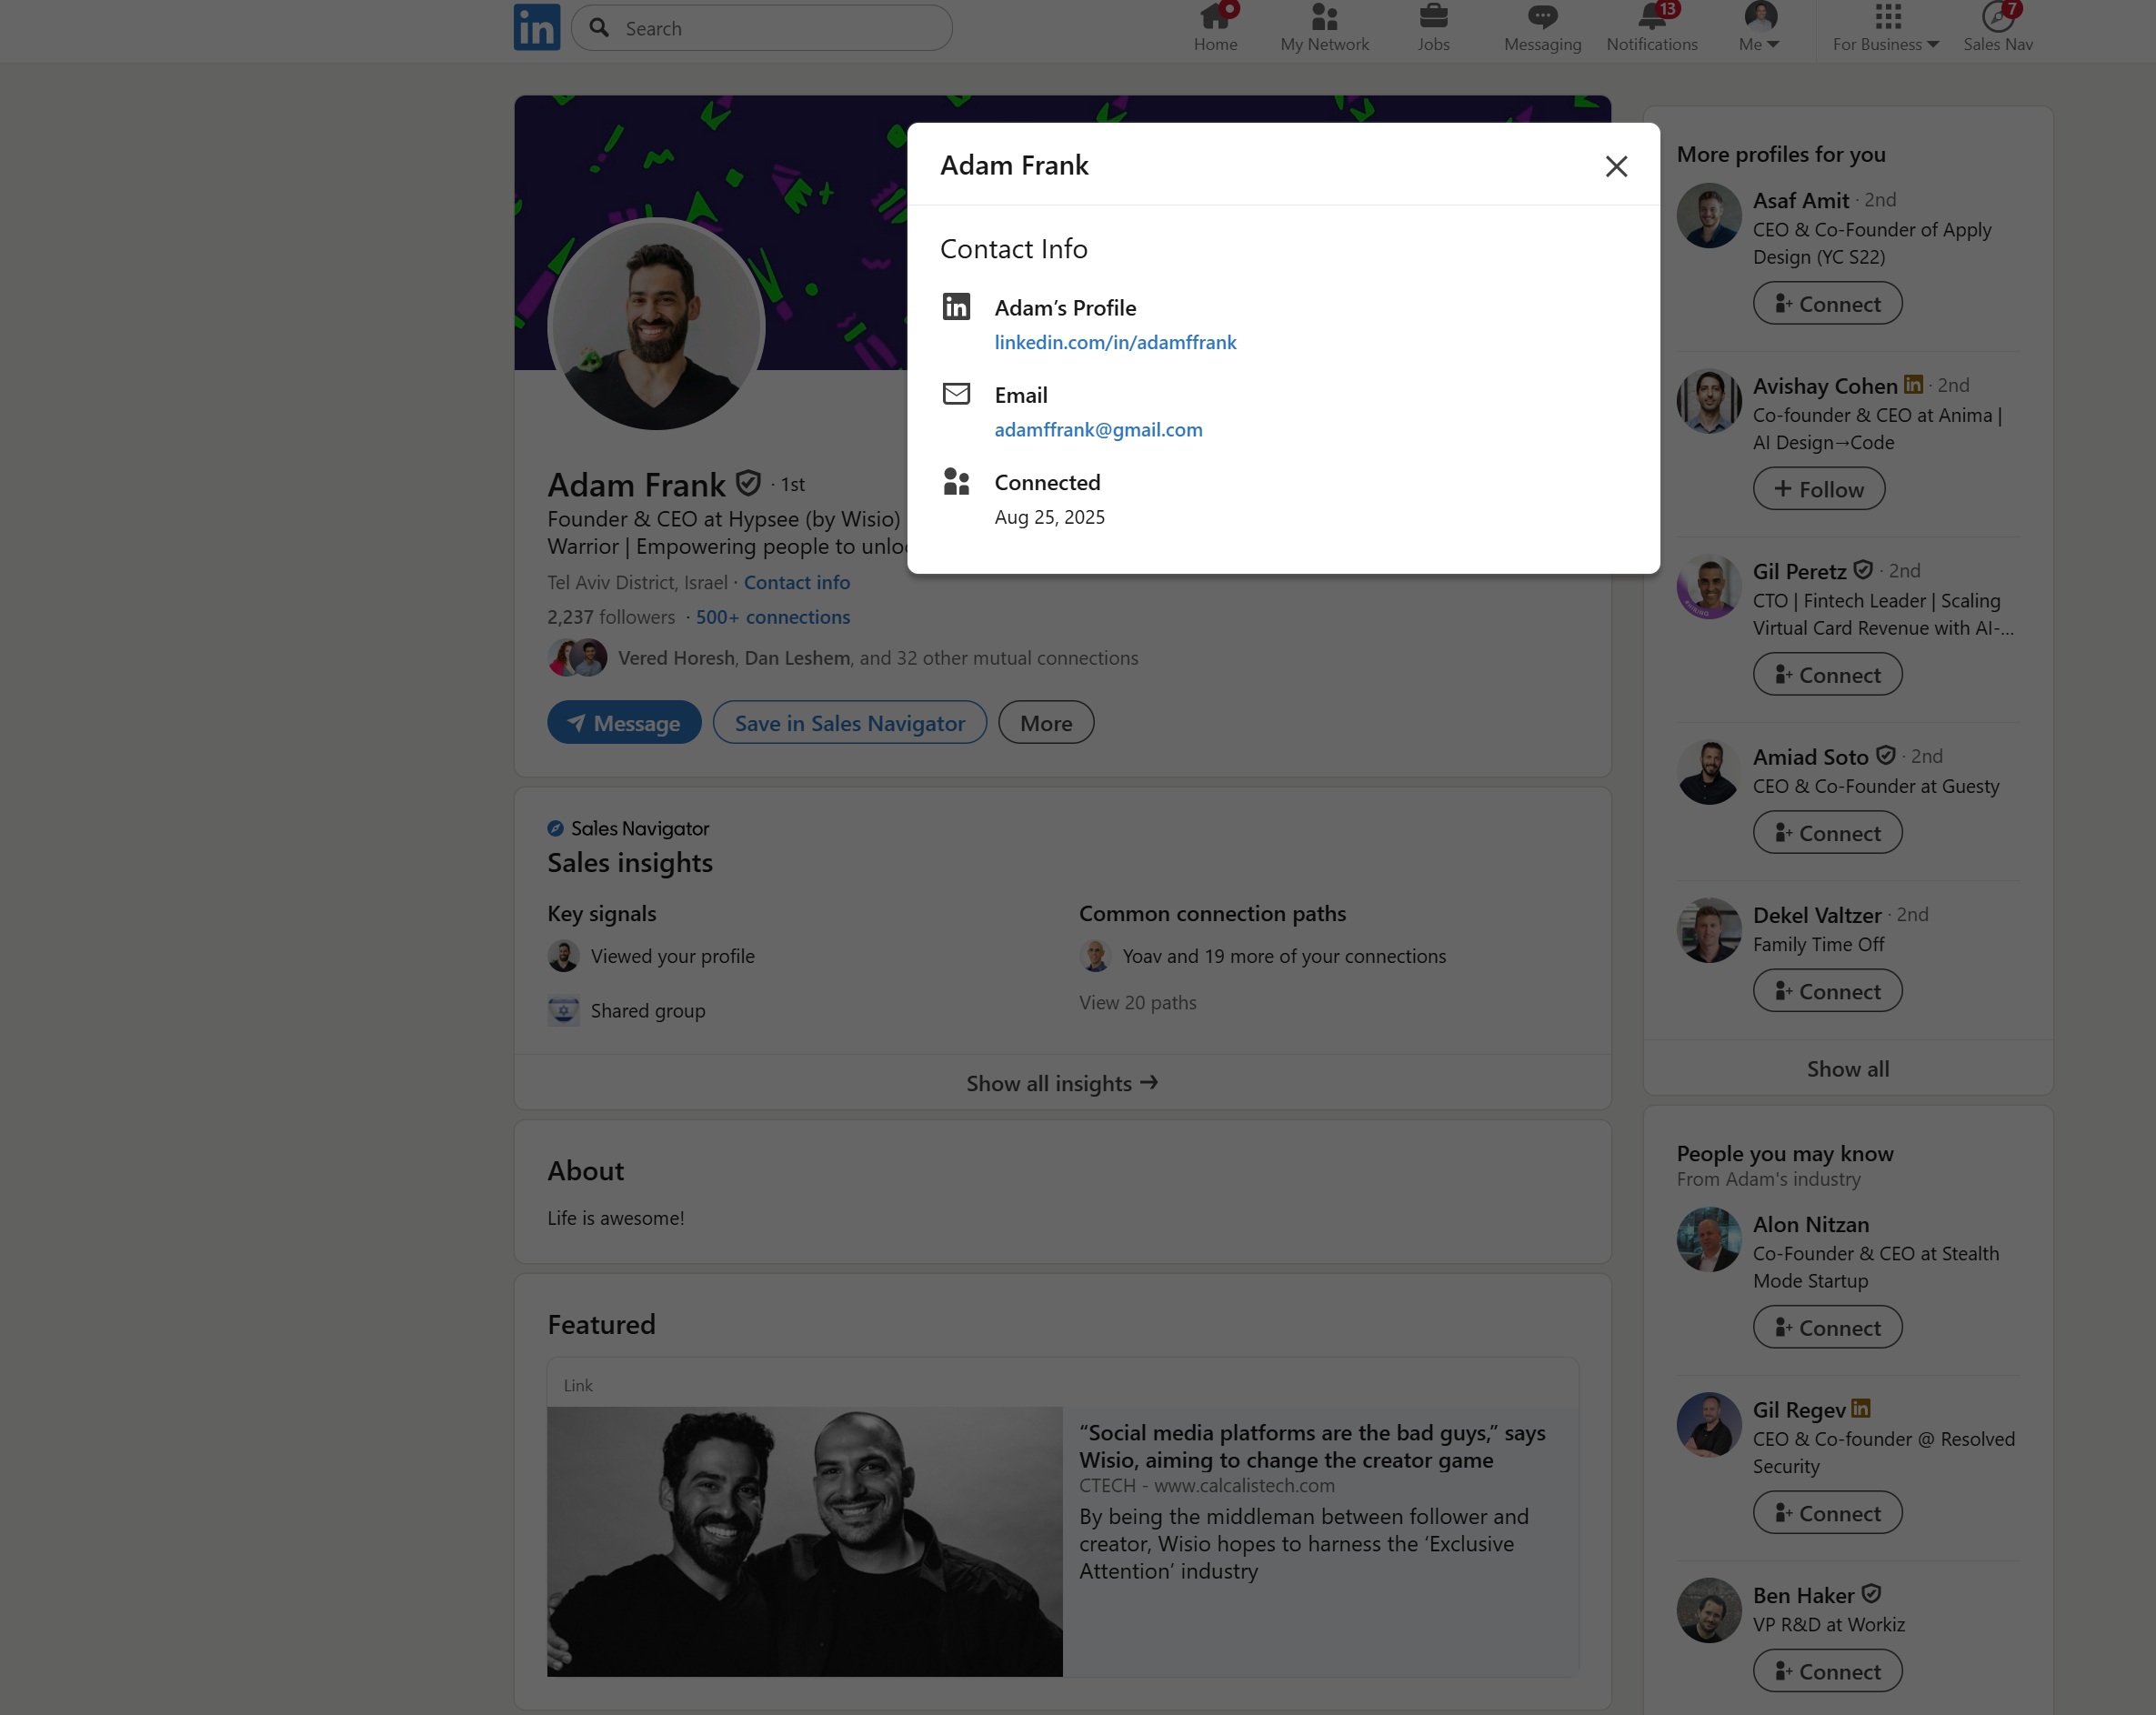 in
Search
Home
My Network
Jobs
Messaging
13
Notifications
Me
For Business
7
Sales Nav
Adam Frank
Contact Info
in
Adam’s Profile
linkedin.com/in/adamffrank
Email
adamffrank@gmail.com
Connected
Aug 25, 2025
Adam Frank · 1st
Founder & CEO at Hypsee (by Wisio)
Warrior | Empowering people to unlo
Tel Aviv District, Israel · Contact info
2,237 followers · 500+ connections
Vered Horesh, Dan Leshem, and 32 other mutual connections
Message
Save in Sales Navigator
More
Sales Navigator
Sales insights
Key signals
Viewed your profile
Shared group
Common connection paths
Yoav and 19 more of your connections
View 20 paths
Show all insights →
About
Life is awesome!
Featured
Link
“Social media platforms are the bad guys,” says
Wisio, aiming to change the creator game
CTECH - www.calcalistech.com
By being the middleman between follower and
creator, Wisio hopes to harness the ‘Exclusive
Attention’ industry
More profiles for you
Asaf Amit · 2nd
CEO & Co-Founder of Apply
Design (YC S22)
Connect
Avishay Cohen in · 2nd
Co-founder & CEO at Anima |
AI Design→Code
+ Follow
Gil Peretz · 2nd
CTO | Fintech Leader | Scaling
Virtual Card Revenue with AI-...
Connect
Amiad Soto · 2nd
CEO & Co-Founder at Guesty
Connect
Dekel Valtzer · 2nd
Family Time Off
Connect
Show all
People you may know
From Adam's industry
Alon Nitzan
Co-Founder & CEO at Stealth
Mode Startup
Connect
Gil Regev in
CEO & Co-founder @ Resolved
Security
Connect
Ben Haker
VP R&D at Workiz
Connect